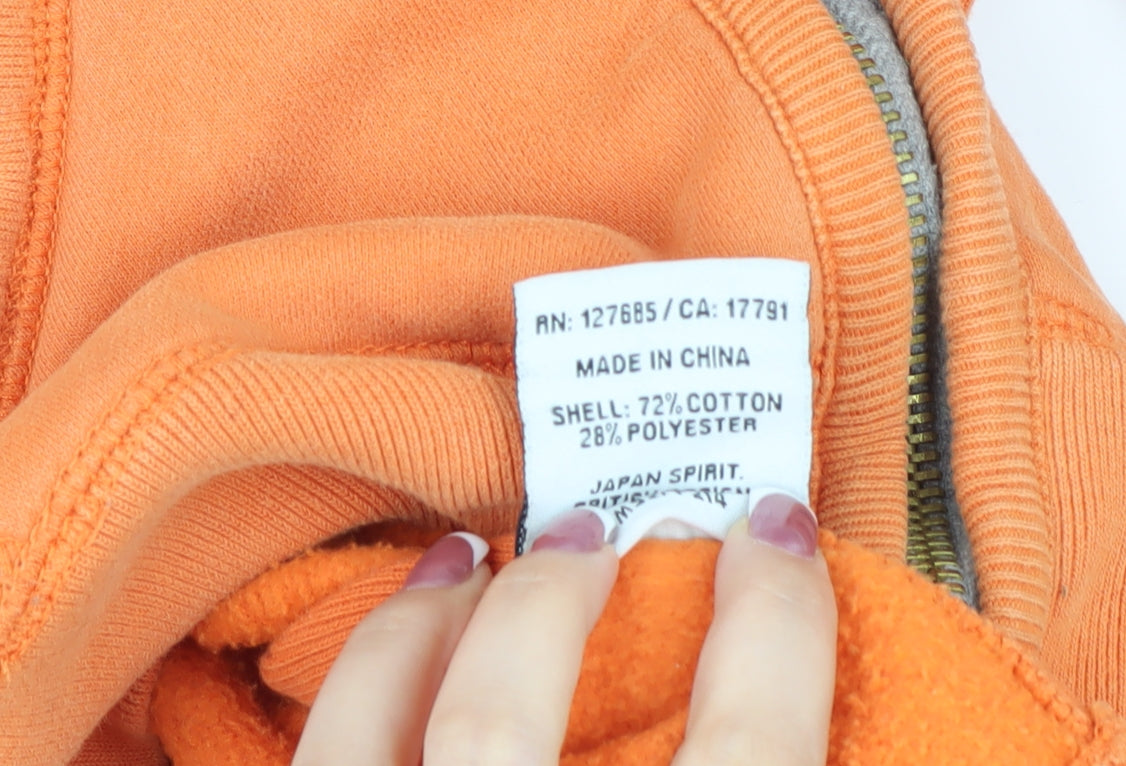 RN: 127685 / CA: 17791
MADE IN CHINA
SHELL: 72% COTTON
28% POLYESTER
JAPAN SPIRIT.